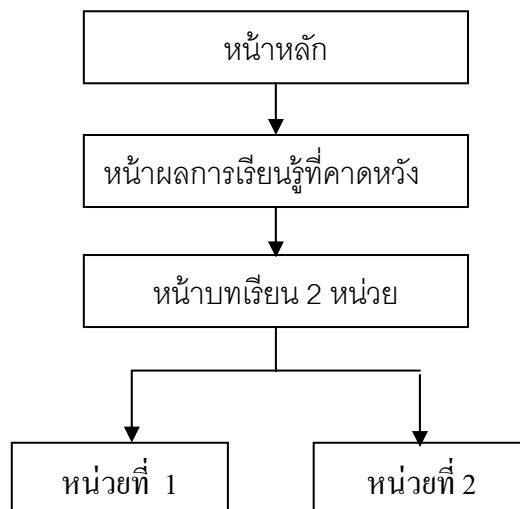 หน้าหลัก
หน้าผลการเรียนรู้ที่คาดหวัง
หน้าบทเรียน 2 หน่วย
หน่วยที่ 1
หน่วยที่ 2